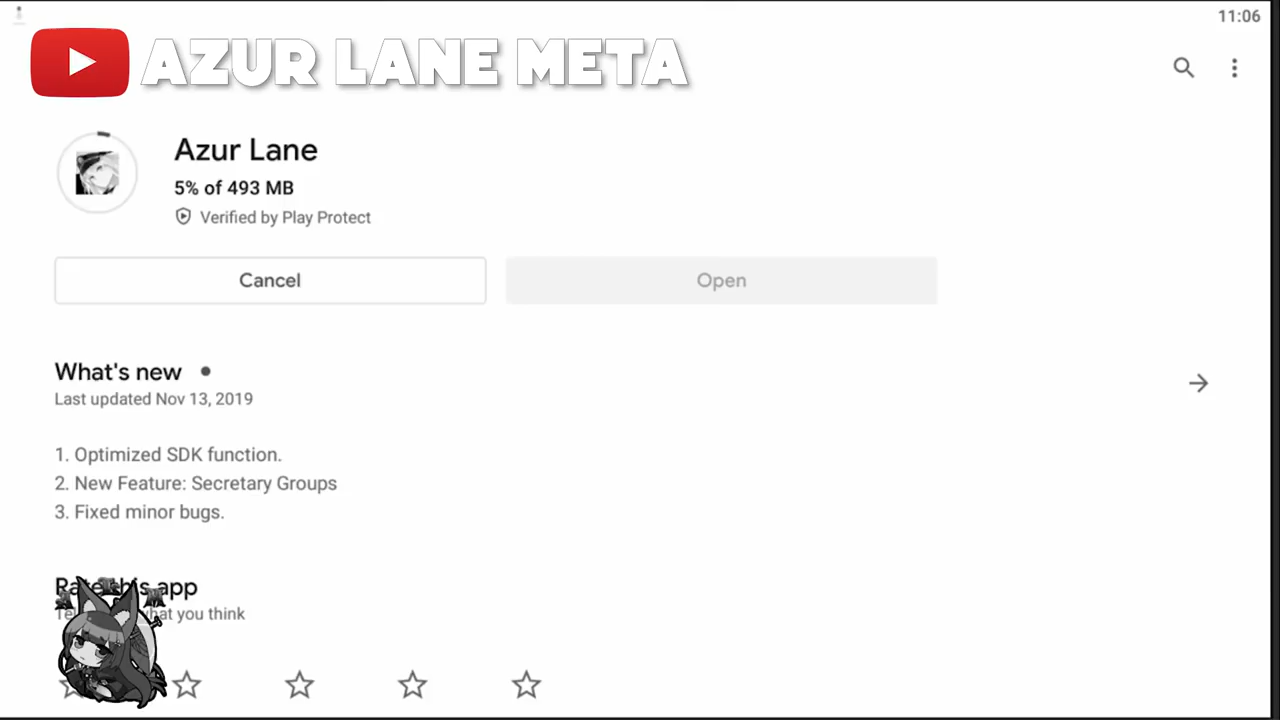 11:06
AZUR LANE META
Azur Lane
5% of 493 MB
Verified by Play Protect
Cancel
Open
What's new
Last updated Nov 13, 2019
1. Optimized SDK function.
2. New Feature: Secretary Groups
3. Fixed minor bugs.
Rate this app
what you think